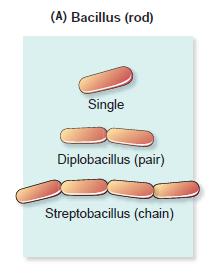 (A) Bacillus (rod)
Single
Diplobacillus (pair)
Streptobacillus (chain)